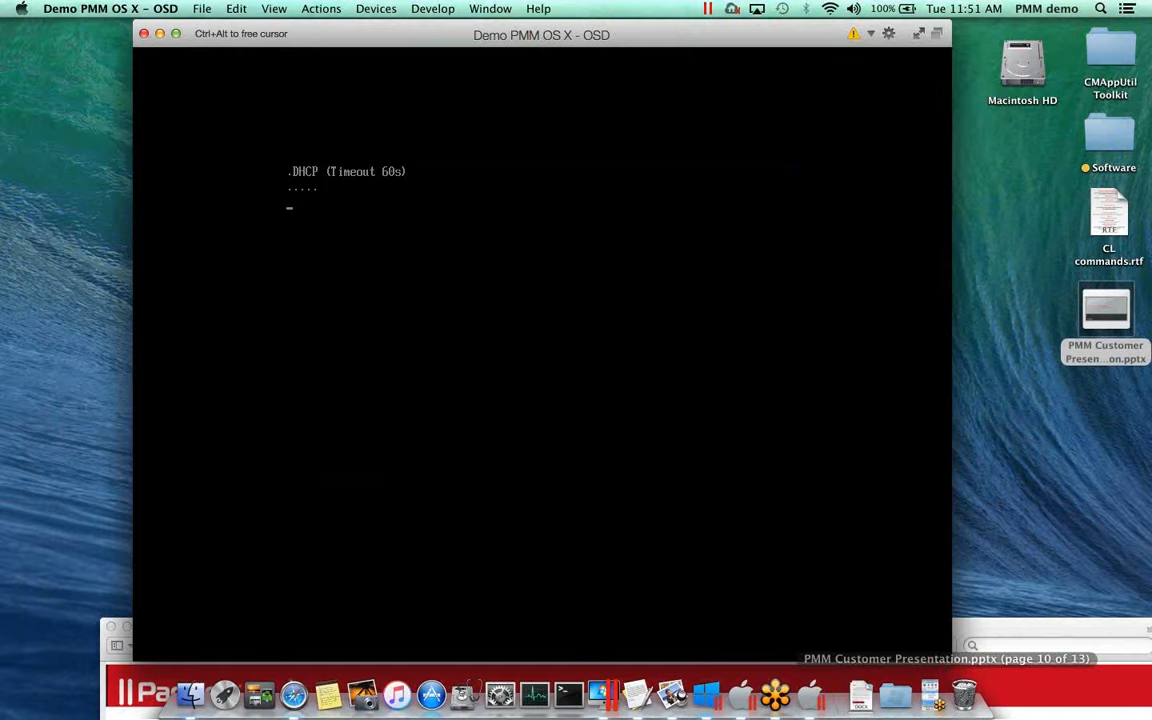 Demo PMM OS X - OSD File Edit View Actions Devices Develop Window Help 100% Tue 11:51 AM PMM demo
Ctrl+Alt to free cursor Demo PMM OS X - OSD
Macintosh HD
CMAppUtil
Toolkit
Software
RTF
CL
commands.rtf
PMM Customer
Presen...on.pptx
.DHCP (Timeout 60s)
.....
PMM Customer Presentation.pptx (page 10 of 13)
DOCX